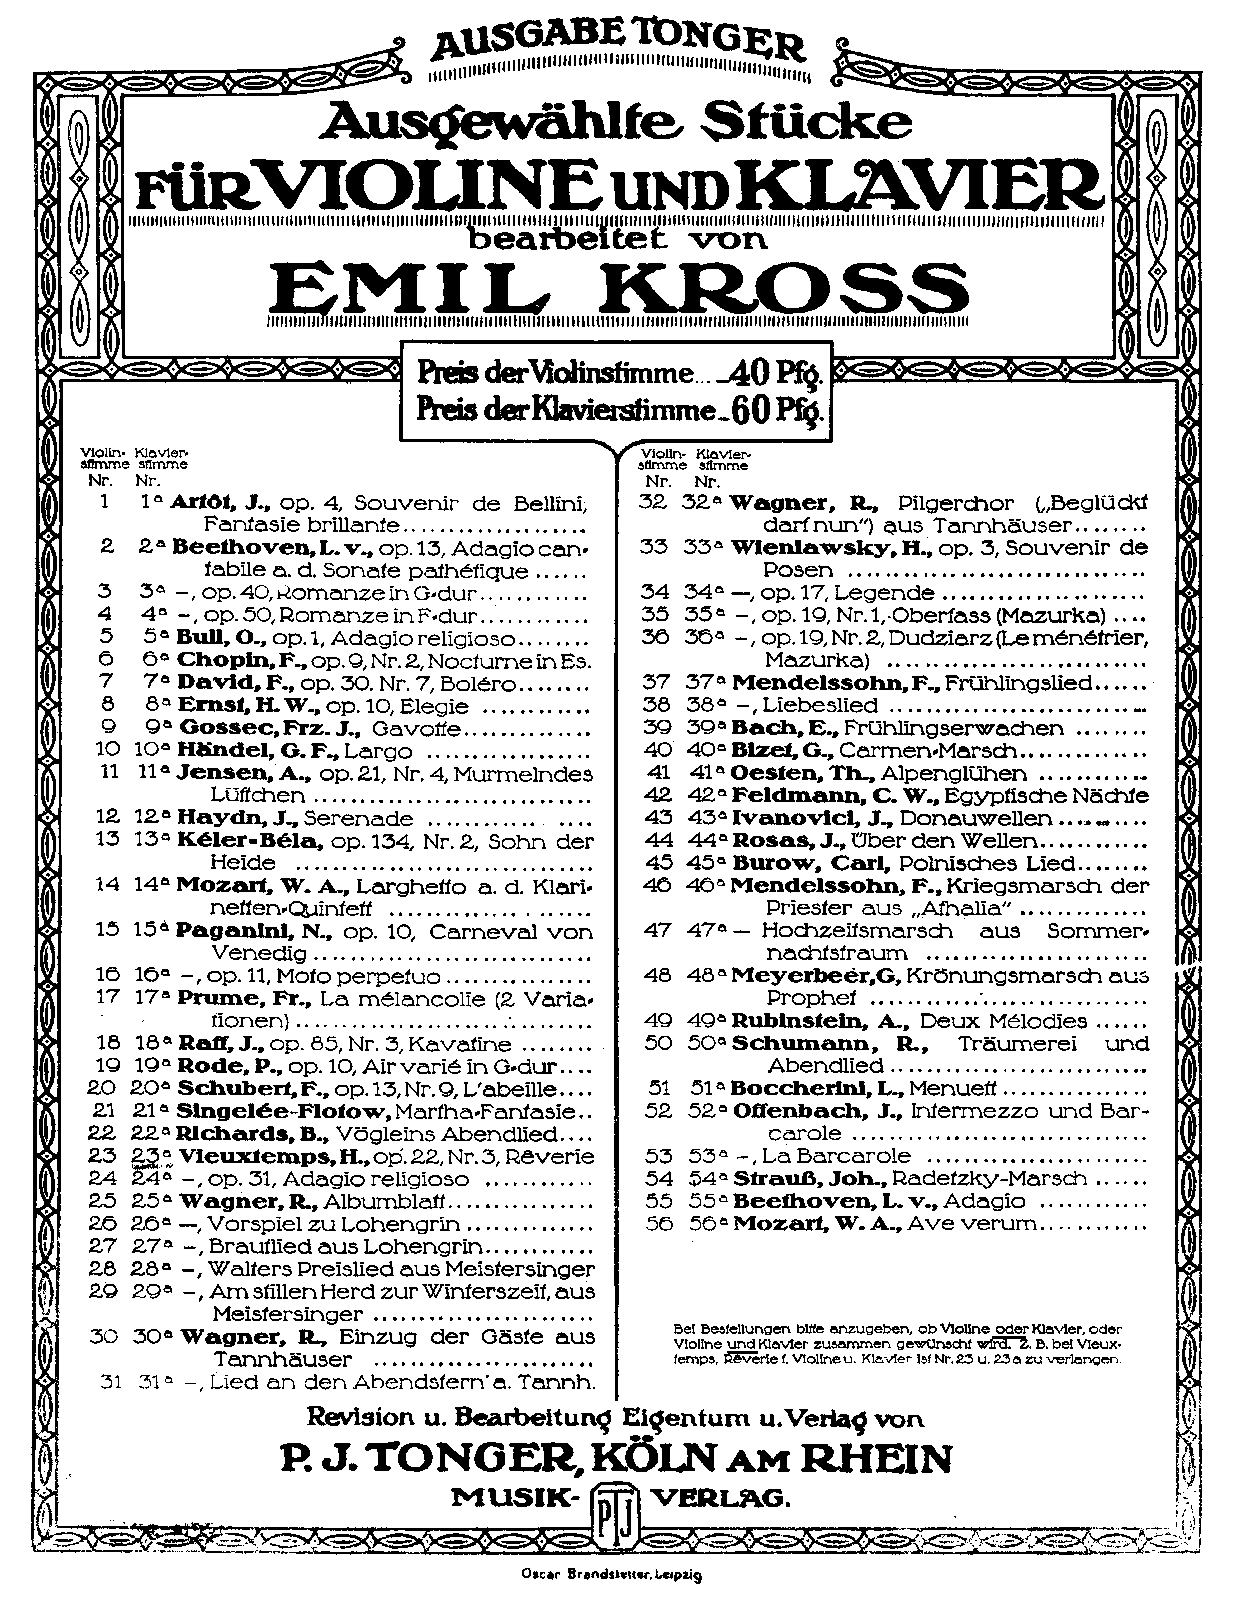 AUSGABE TONGER
Ausgewählte Stücke
FÜR VIOLINE UND KLAVIER
bearbeitet von
EMIL KROSS
Preis der Violinstimme... _40 Pfg.
Preis der Klavierstimme _60 Pfg.
Violin- Klavier-
stimme stimme
Nr. Nr.
1 1a Artôt, J., op. 4, Souvenir de Bellini,
Fantasie brillante..................
2 2a Beethoven, L. v., op. 13, Adagio can-
tabile a. d. Sonate pathétique ......
3 3a –, op. 40, Romanze in G-dur............
4 4a –, op. 50, Romanze in F-dur............
5 5a Bull, O., op. 1, Adagio religioso........
6 6a Chopin, F., op. 9, Nr. 2, Nocturne in Es.
7 7a David, F., op. 30. Nr. 7, Boléro........
8 8a Ernst, H. W., op. 10, Elegie ............
9 9a Gossec, Frz. J., Gavotte..............
10 10a Händel, G. F., Largo ..................
11 11a Jensen, A., op. 21, Nr. 4, Murmelndes
Lüftchen ..............................
12 12a Haydn, J., Serenade ............ ....
13 13a Kéler-Béla, op. 134, Nr. 2, Sohn der
Heide ................................
14 14a Mozart, W. A., Larghetto a. d. Klari-
netten-Quintett ......................
15 15a Paganini, N., op. 10, Carneval von
Venedig ..............................
16 16a –, op. 11, Moto perpetuo ................
17 17a Prume, Fr., La mélancolie (2 Varia-
tionen) ................................
18 18a Raff, J., op. 85, Nr. 3, Kavatine ........
19 19a Rode, P., op. 10, Air varié in G-dur....
20 20a Schubert, F., op. 13, Nr. 9, L'abeille....
21 21a Singelée-Flotow, Martha-Fantasie..
22 22a Richards, B., Vögleins Abendlied....
23 23a Vieuxtemps, H., op. 22, Nr. 3, Rêverie
24 24a –, op. 31, Adagio religioso ............
25 25a Wagner, R., Albumblatt................
26 26a –, Vorspiel zu Lohengrin ..............
27 27a –, Brautlied aus Lohengrin............
28 28a –, Walters Preislied aus Meistersinger
29 29a –, Am stillen Herd zur Winterszeit, aus
Meistersinger ........................
30 30a Wagner, R., Einzug der Gäste aus
Tannhäuser ........................
31 31a –, Lied an den Abendstern a. Tannh.
Violin- Klavier-
stimme stimme
Nr. Nr.
32 32a Wagner, R., Pilgerchor („Beglückt
darf nun“) aus Tannhäuser........
33 33a Wieniawsky, H., op. 3, Souvenir de
Posen ................................
34 34a –, op. 17, Legende ......................
35 35a –, op. 19, Nr. 1, Obertass (Mazurka) ....
36 36a –, op. 19, Nr. 2, Dudziarz (Le ménétrier,
Mazurka) ............................
37 37a Mendelssohn, F., Frühlingslied......
38 38a –, Liebeslied ............................
39 39a Bach, E., Frühlingserwachen ........
40 40a Bizet, G., Carmen-Marsch..............
41 41a Oesten, Th., Alpenglühen ............
42 42a Feldmann, C. W., Egyptische Nächte
43 43a Ivanovici, J., Donauwellen ..........
44 44a Rosas, J., Über den Wellen............
45 45a Burow, Carl, Polnisches Lied........
46 46a Mendelssohn, F., Kriegsmarsch der
Priester aus „Athalia“ ..............
47 47a – Hochzeitsmarsch aus Sommer-
nachtstraum ........................
48 48a Meyerbeer, G, Krönungsmarsch aus
Prophet ..............................
49 49a Rubinstein, A., Deux Mélodies ......
50 50a Schumann, R., Träumerei und
Abendlied ............................
51 51a Boccherini, L., Menuett ................
52 52a Offenbach, J., Intermezzo und Bar-
carole ................................
53 53a –, La Barcarole ........................
54 54a Strauß, Joh., Radetzky-Marsch ......
55 55a Beethoven, L. v., Adagio ............
56 56a Mozart, W. A., Ave verum............
Bei Bestellungen bitte anzugeben, ob Violine oder Klavier, oder
Violine und Klavier zusammen gewünscht wird. Z. B. bei Vieux-
temps, Rêverie f. Violine u. Klavier ist Nr. 23 u. 23a zu verlangen.
Revision u. Bearbeitung Eigentum u. Verlag von
P. J. TONGER, KÖLN AM RHEIN
MUSIK- PTJ VERLAG.
Oscar Brandstetter, Leipzig